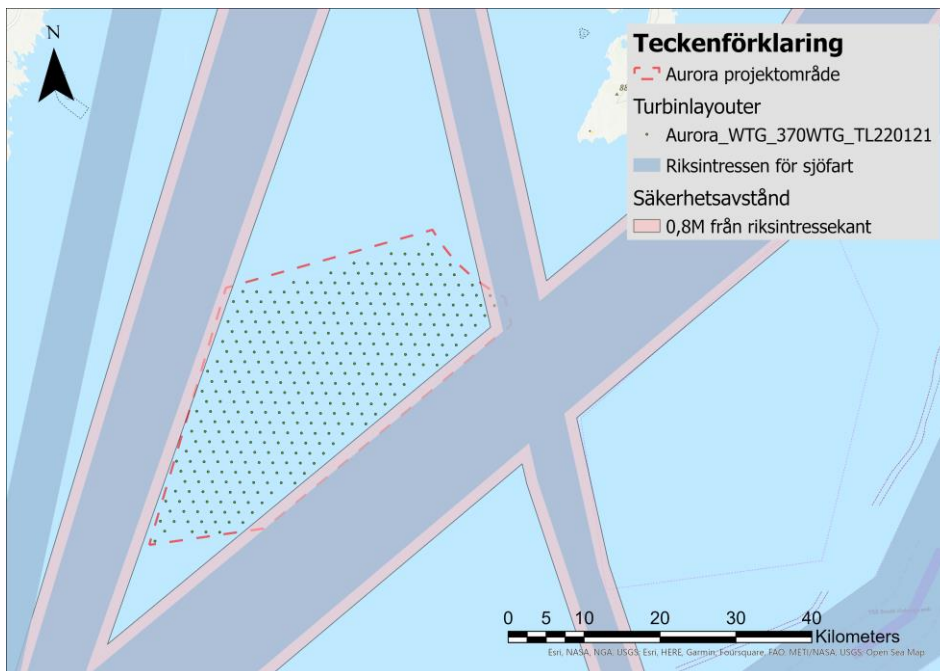 N
Teckenförklaring
Aurora projektområde
Turbinlayouter
Aurora_WTG_370WTG_TL220121
Riksintressen för sjöfart
Säkerhetsavstånd
0,8M från riksintressekant
88
0 5 10 20 30 40
Kilometers
Esri, NASA, NGA, USGS; Esri, HERE, Garmin, Foursquare, FAO, METI/NASA, USGS; Open Sea Map